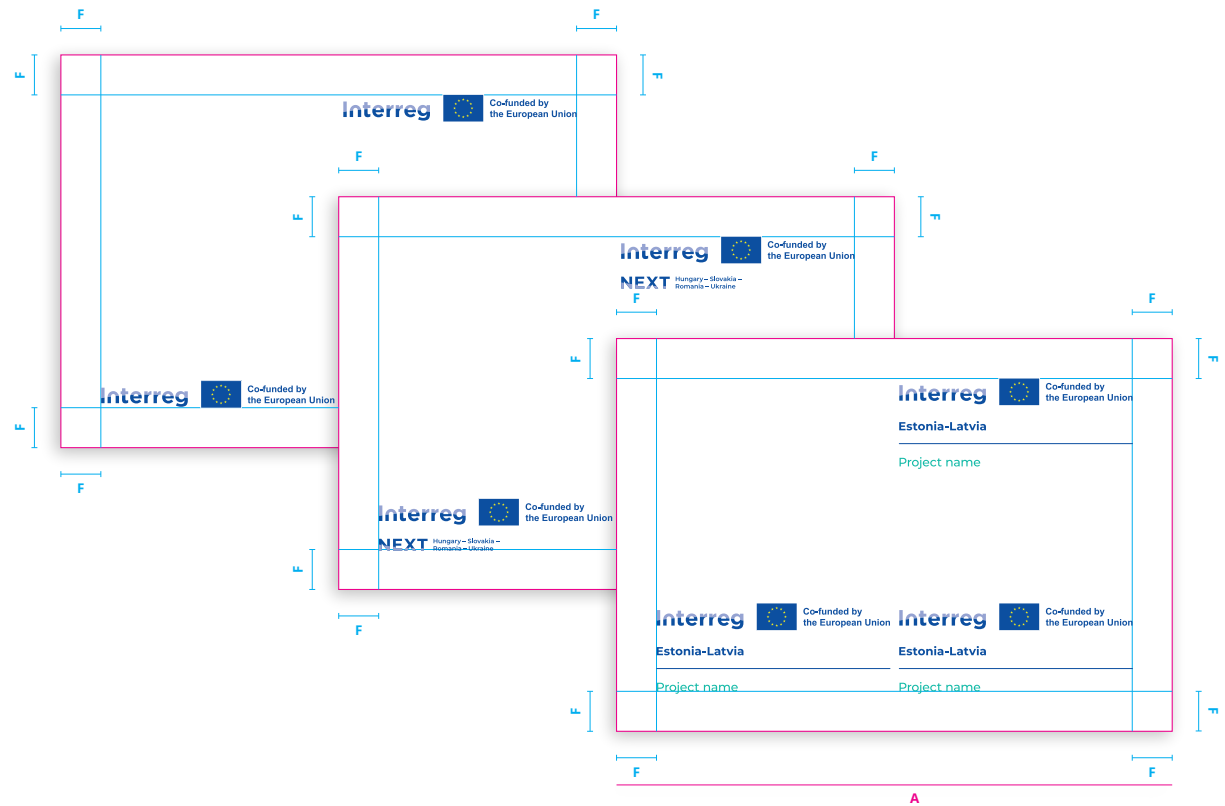 F
F
F
F
Interreg
Co-funded by
the European Union
Interreg
Co-funded by
the European Union
F
F
F
F
F
F
Interreg
Co-funded by
the European Union
NEXT
Hungary – Slovakia –
Romania – Ukraine
Interreg
Co-funded by
the European Union
NEXT
Hungary – Slovakia –
Romania – Ukraine
F
F
F
F
F
F
Interreg
Co-funded by
the European Union
Estonia-Latvia
Project name
Interreg
Co-funded by
the European Union
Estonia-Latvia
Project name
Interreg
Co-funded by
the European Union
Estonia-Latvia
Project name
F
F
F
F
A